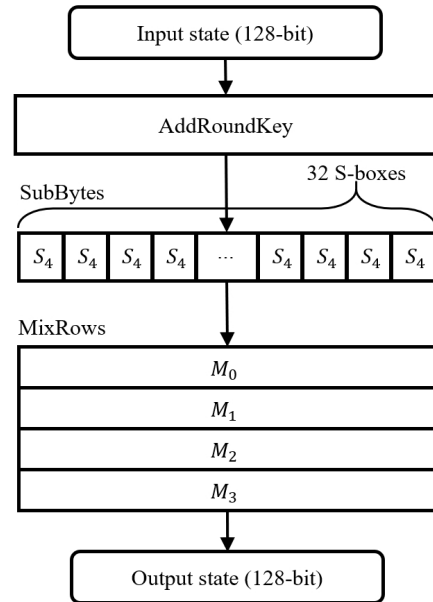 Input state (128-bit)
AddRoundKey
32 S-boxes
SubBytes
S₄ S₄ S₄ S₄ ... S₄ S₄ S₄ S₄
MixRows
M₀
M₁
M₂
M₃
Output state (128-bit)